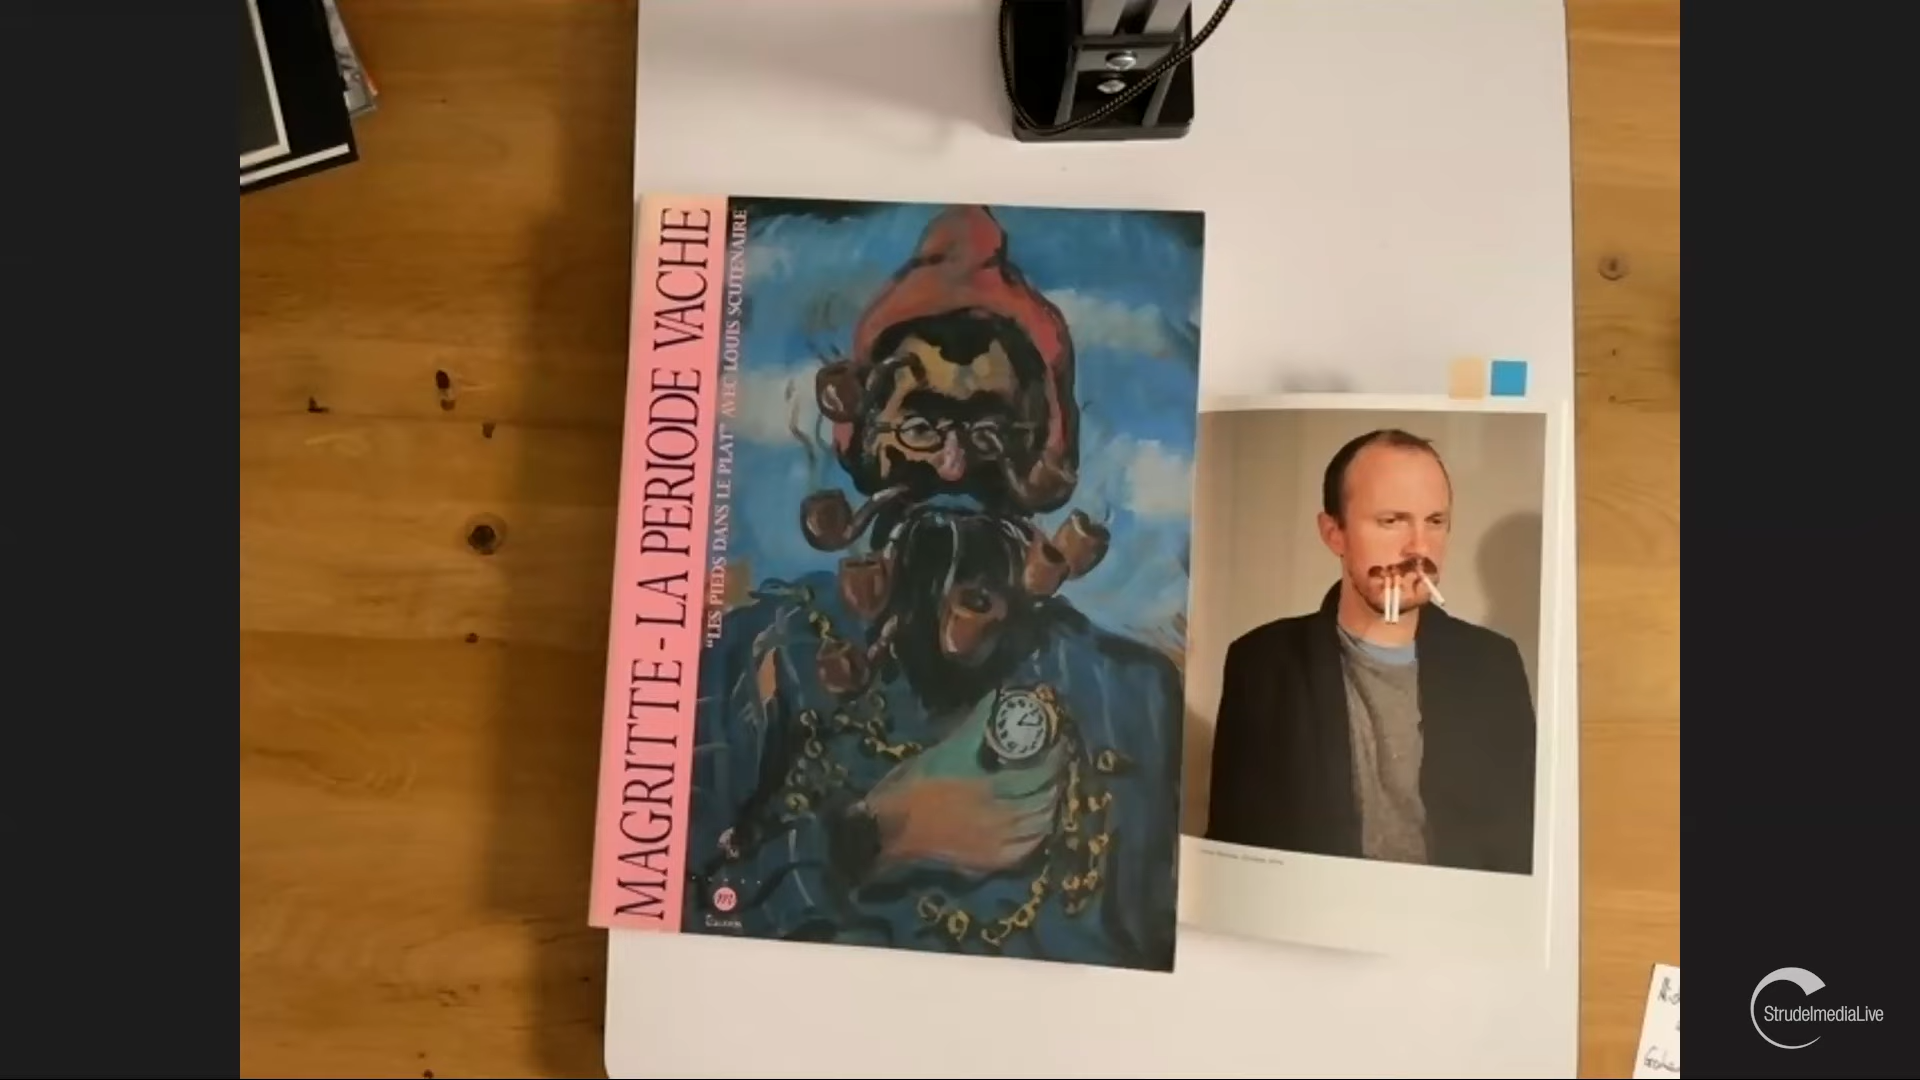 MAGRITTE - LA PERIODE VACHE
"LES PIEDS DANS LE PLAT" AVEC LOUIS SCUTENAIRE
m
StrudelmediaLive